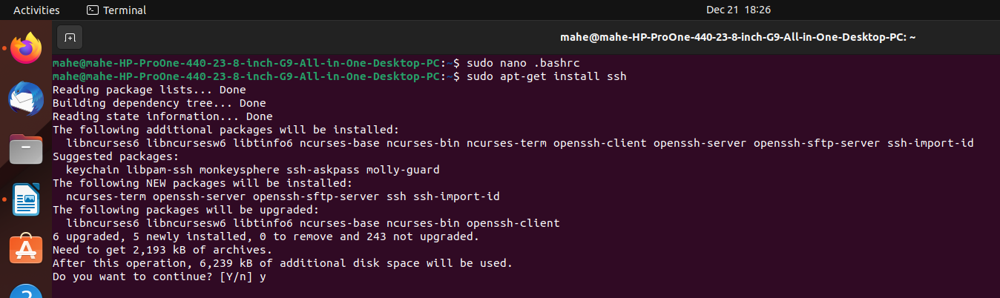 Activities Terminal Dec 21 18:26
mahe@mahe-HP-ProOne-440-23-8-inch-G9-All-in-One-Desktop-PC: ~
mahe@mahe-HP-ProOne-440-23-8-inch-G9-All-in-One-Desktop-PC:~$ sudo nano .bashrc
mahe@mahe-HP-ProOne-440-23-8-inch-G9-All-in-One-Desktop-PC:~$ sudo apt-get install ssh
Reading package lists... Done
Building dependency tree... Done
Reading state information... Done
The following additional packages will be installed:
  libncurses6 libncursesw6 libtinfo6 ncurses-base ncurses-bin ncurses-term openssh-client openssh-server openssh-sftp-server ssh-import-id
Suggested packages:
  keychain libpam-ssh monkeysphere ssh-askpass molly-guard
The following NEW packages will be installed:
  ncurses-term openssh-server openssh-sftp-server ssh ssh-import-id
The following packages will be upgraded:
  libncurses6 libncursesw6 libtinfo6 ncurses-base ncurses-bin openssh-client
6 upgraded, 5 newly installed, 0 to remove and 243 not upgraded.
Need to get 2,193 kB of archives.
After this operation, 6,239 kB of additional disk space will be used.
Do you want to continue? [Y/n] y